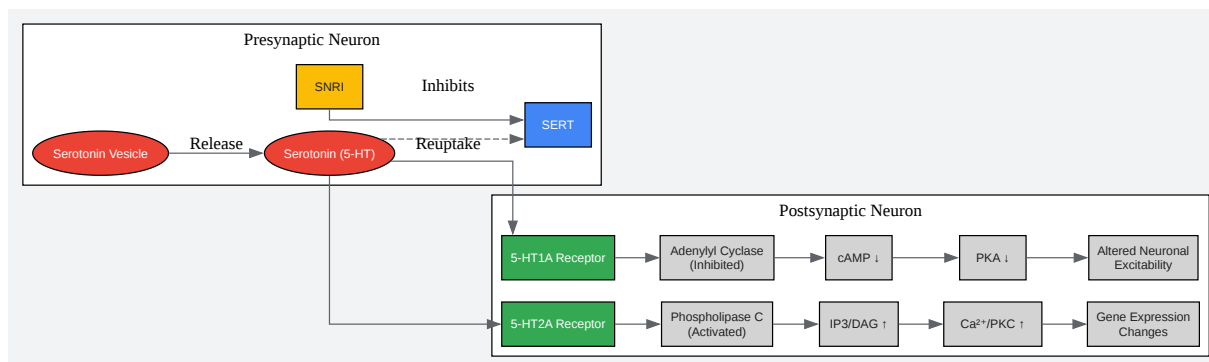 Presynaptic Neuron
SNRI
Inhibits
SERT
Serotonin Vesicle
Release
Serotonin (5-HT)
Reuptake
Postsynaptic Neuron
5-HT1A Receptor
Adenylyl Cyclase
(Inhibited)
cAMP ↓
PKA ↓
Altered Neuronal
Excitability
5-HT2A Receptor
Phospholipase C
(Activated)
IP3/DAG ↑
Ca²⁺/PKC ↑
Gene Expression
Changes